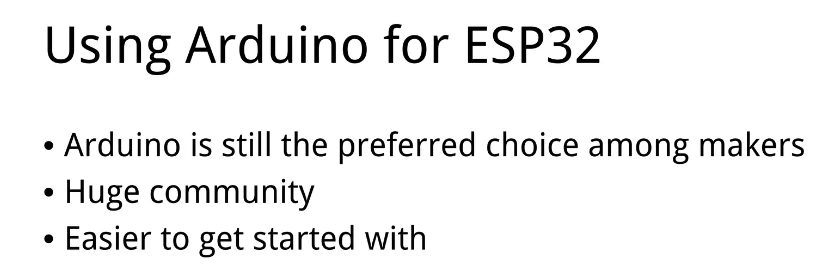 Using Arduino for ESP32
• Arduino is still the preferred choice among makers
• Huge community
• Easier to get started with